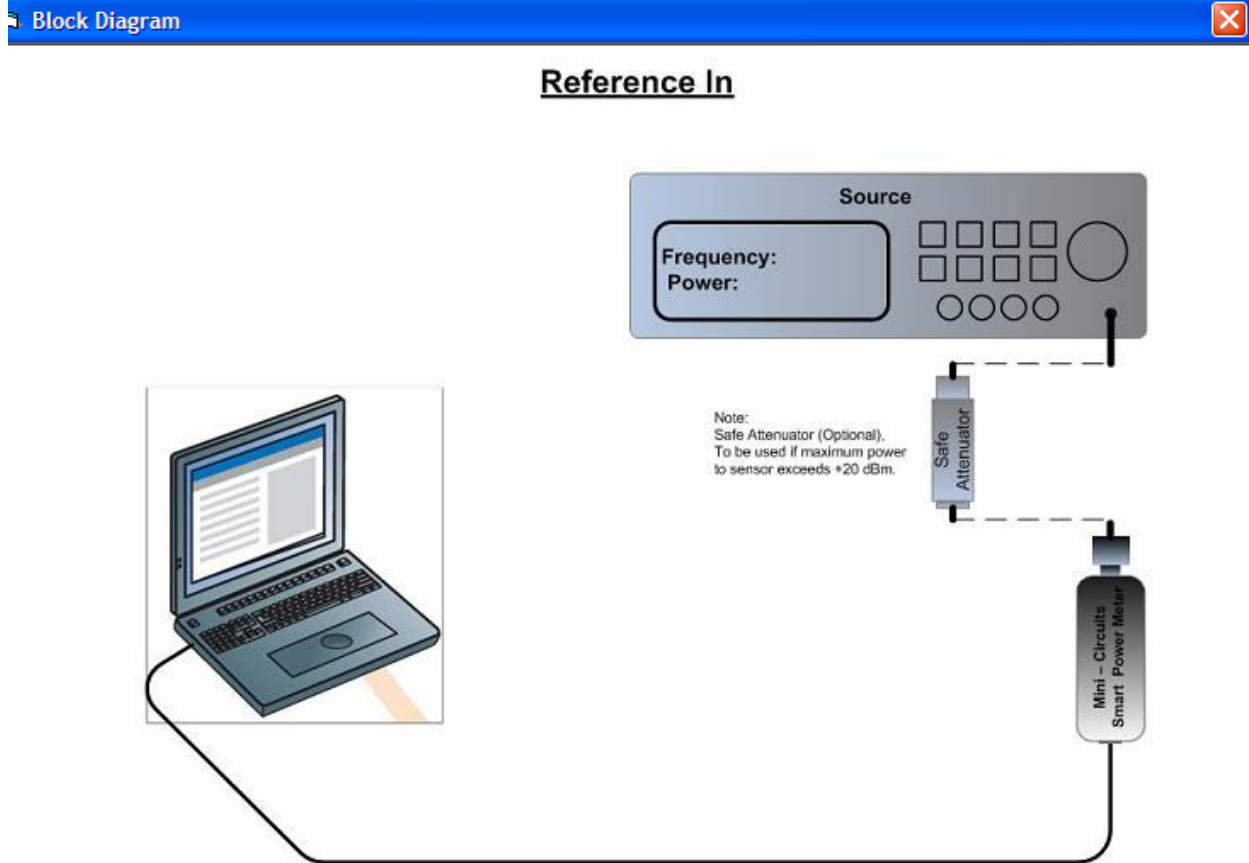 Block Diagram
Reference In
Source
Frequency:
Power:
Note:
Safe Attenuator (Optional),
To be used if maximum power
to sensor exceeds +20 dBm.
Safe
Attenuator
Mini – Circuits
Smart Power Meter